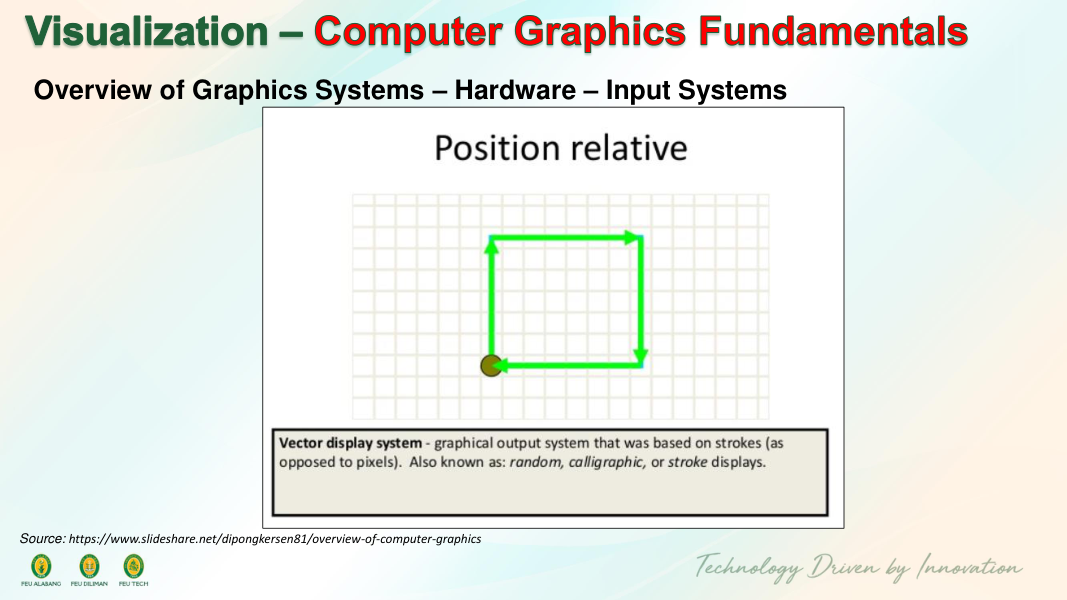 Visualization – Computer Graphics Fundamentals
Overview of Graphics Systems – Hardware – Input Systems
Position relative
Vector display system - graphical output system that was based on strokes (as
opposed to pixels).  Also known as: random, calligraphic, or stroke displays.
Source: https://www.slideshare.net/dipongkersen81/overview-of-computer-graphics
FEU ALABANG FEU DILIMAN FEU TECH
Technology Driven by Innovation